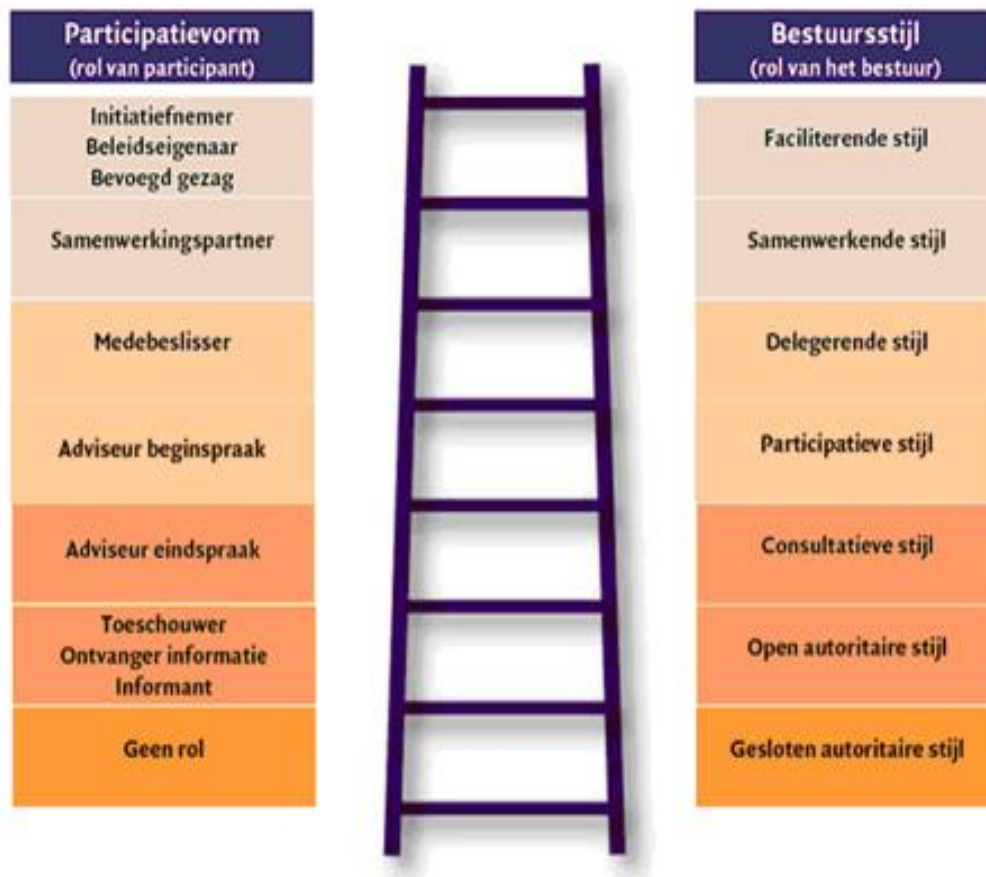 Participatievorm
(rol van participant)
Initiatiefnemer
Beleidseigenaar
Bevoegd gezag
Samenwerkingspartner
Medebeslisser
Adviseur beginspraak
Adviseur eindspraak
Toeschouwer
Ontvanger informatie
Informant
Geen rol
Bestuursstijl
(rol van het bestuur)
Faciliterende stijl
Samenwerkende stijl
Delegerende stijl
Participatieve stijl
Consultatieve stijl
Open autoritaire stijl
Gesloten autoritaire stijl